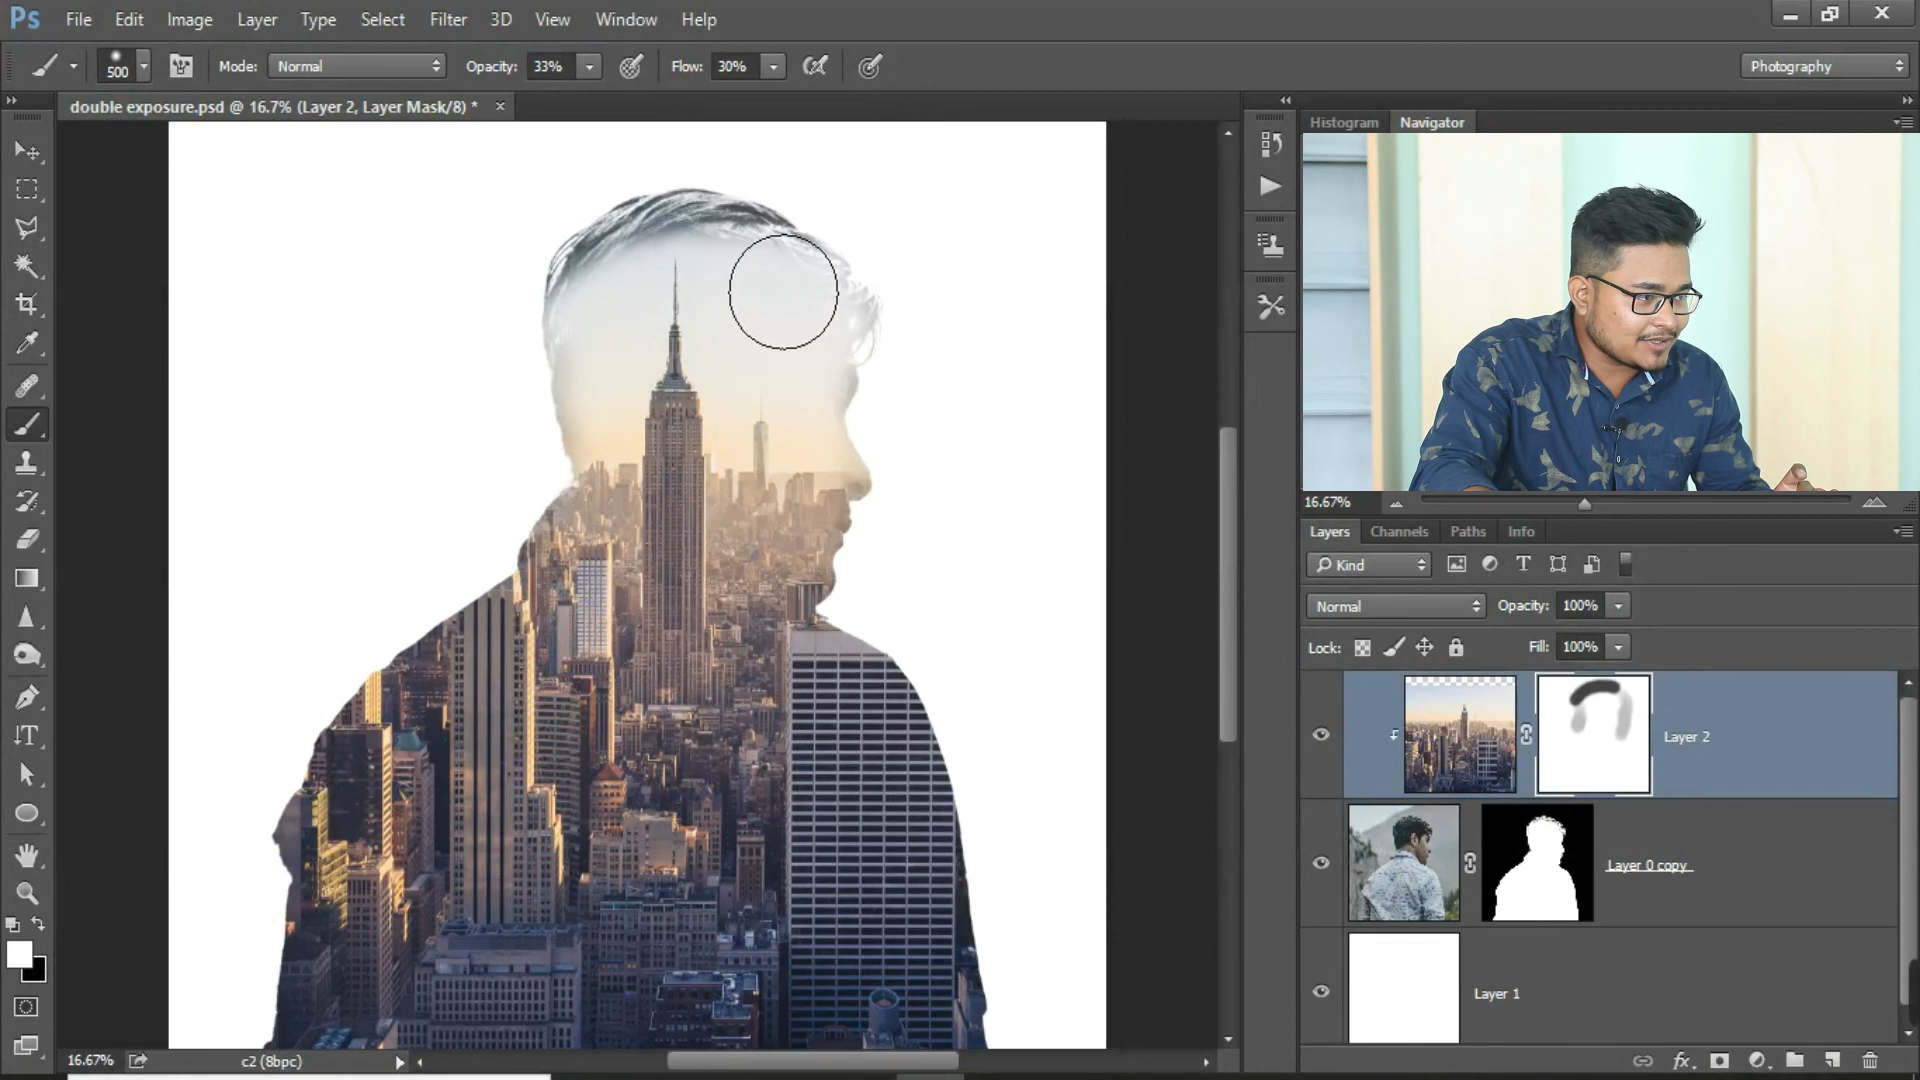 Ps File Edit Image Layer Type Select Filter 3D View Window Help
500 Mode: Normal Opacity: 33% Flow: 30% Photography
double exposure.psd @ 16.7% (Layer 2, Layer Mask/8) * ×
Histogram Navigator
16.67%
Layers Channels Paths Info
Kind
Normal Opacity: 100%
Lock: Fill: 100%
Layer 2
Layer 0 copy
Layer 1
fx
16.67% c2 (8bpc)